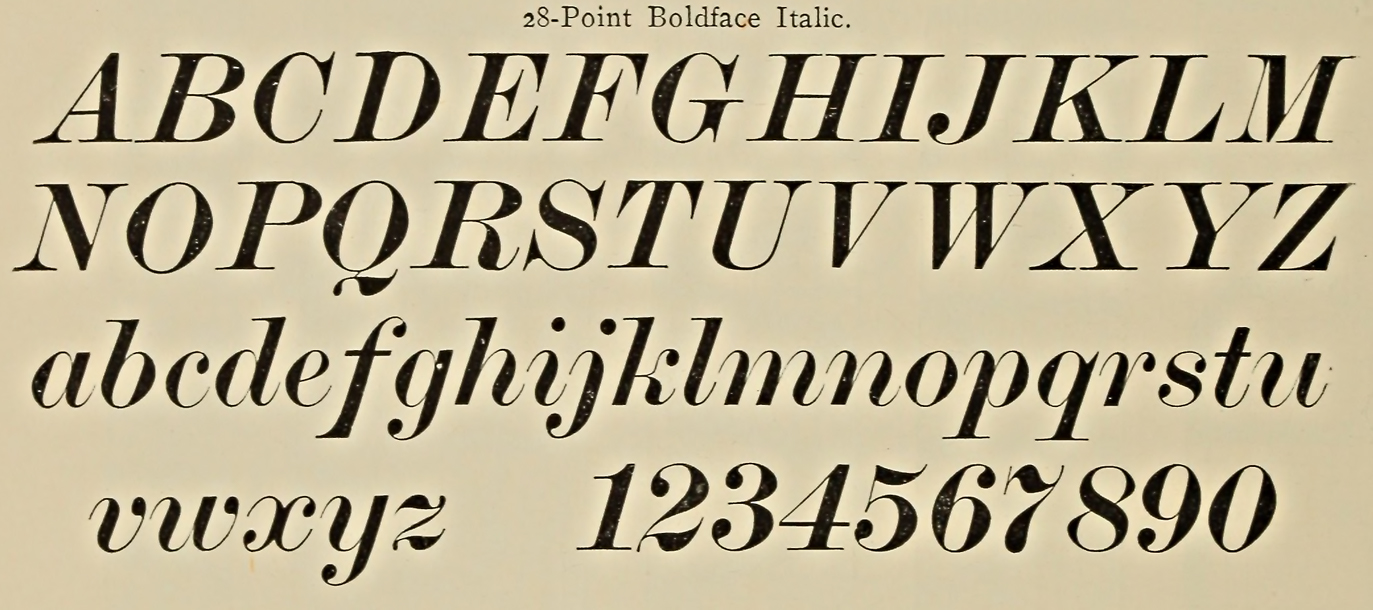 28-Point Boldface Italic.
ABCDEFGHIJKLM
NOPQRSTUVWXYZ
abcdefghijklmnopqrstu
vwxyz 1234567890